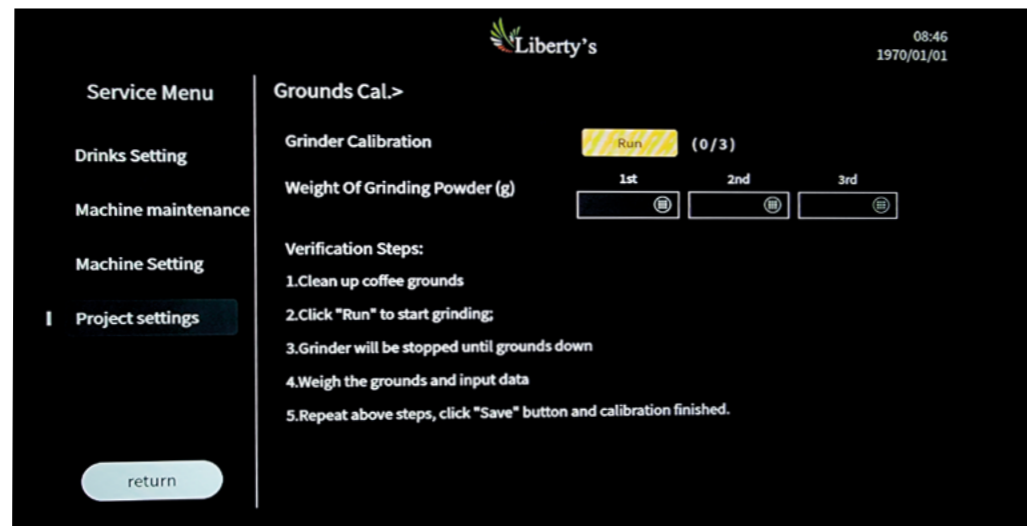 Liberty's
08:46
1970/01/01
Service Menu
Drinks Setting
Machine maintenance
Machine Setting
Project settings
return
Grounds Cal.>
Grinder Calibration
Run
(0/3)
Weight Of Grinding Powder (g)
1st
2nd
3rd
Verification Steps:
1.Clean up coffee grounds
2.Click "Run" to start grinding;
3.Grinder will be stopped until grounds down
4.Weigh the grounds and input data
5.Repeat above steps, click "Save" button and calibration finished.